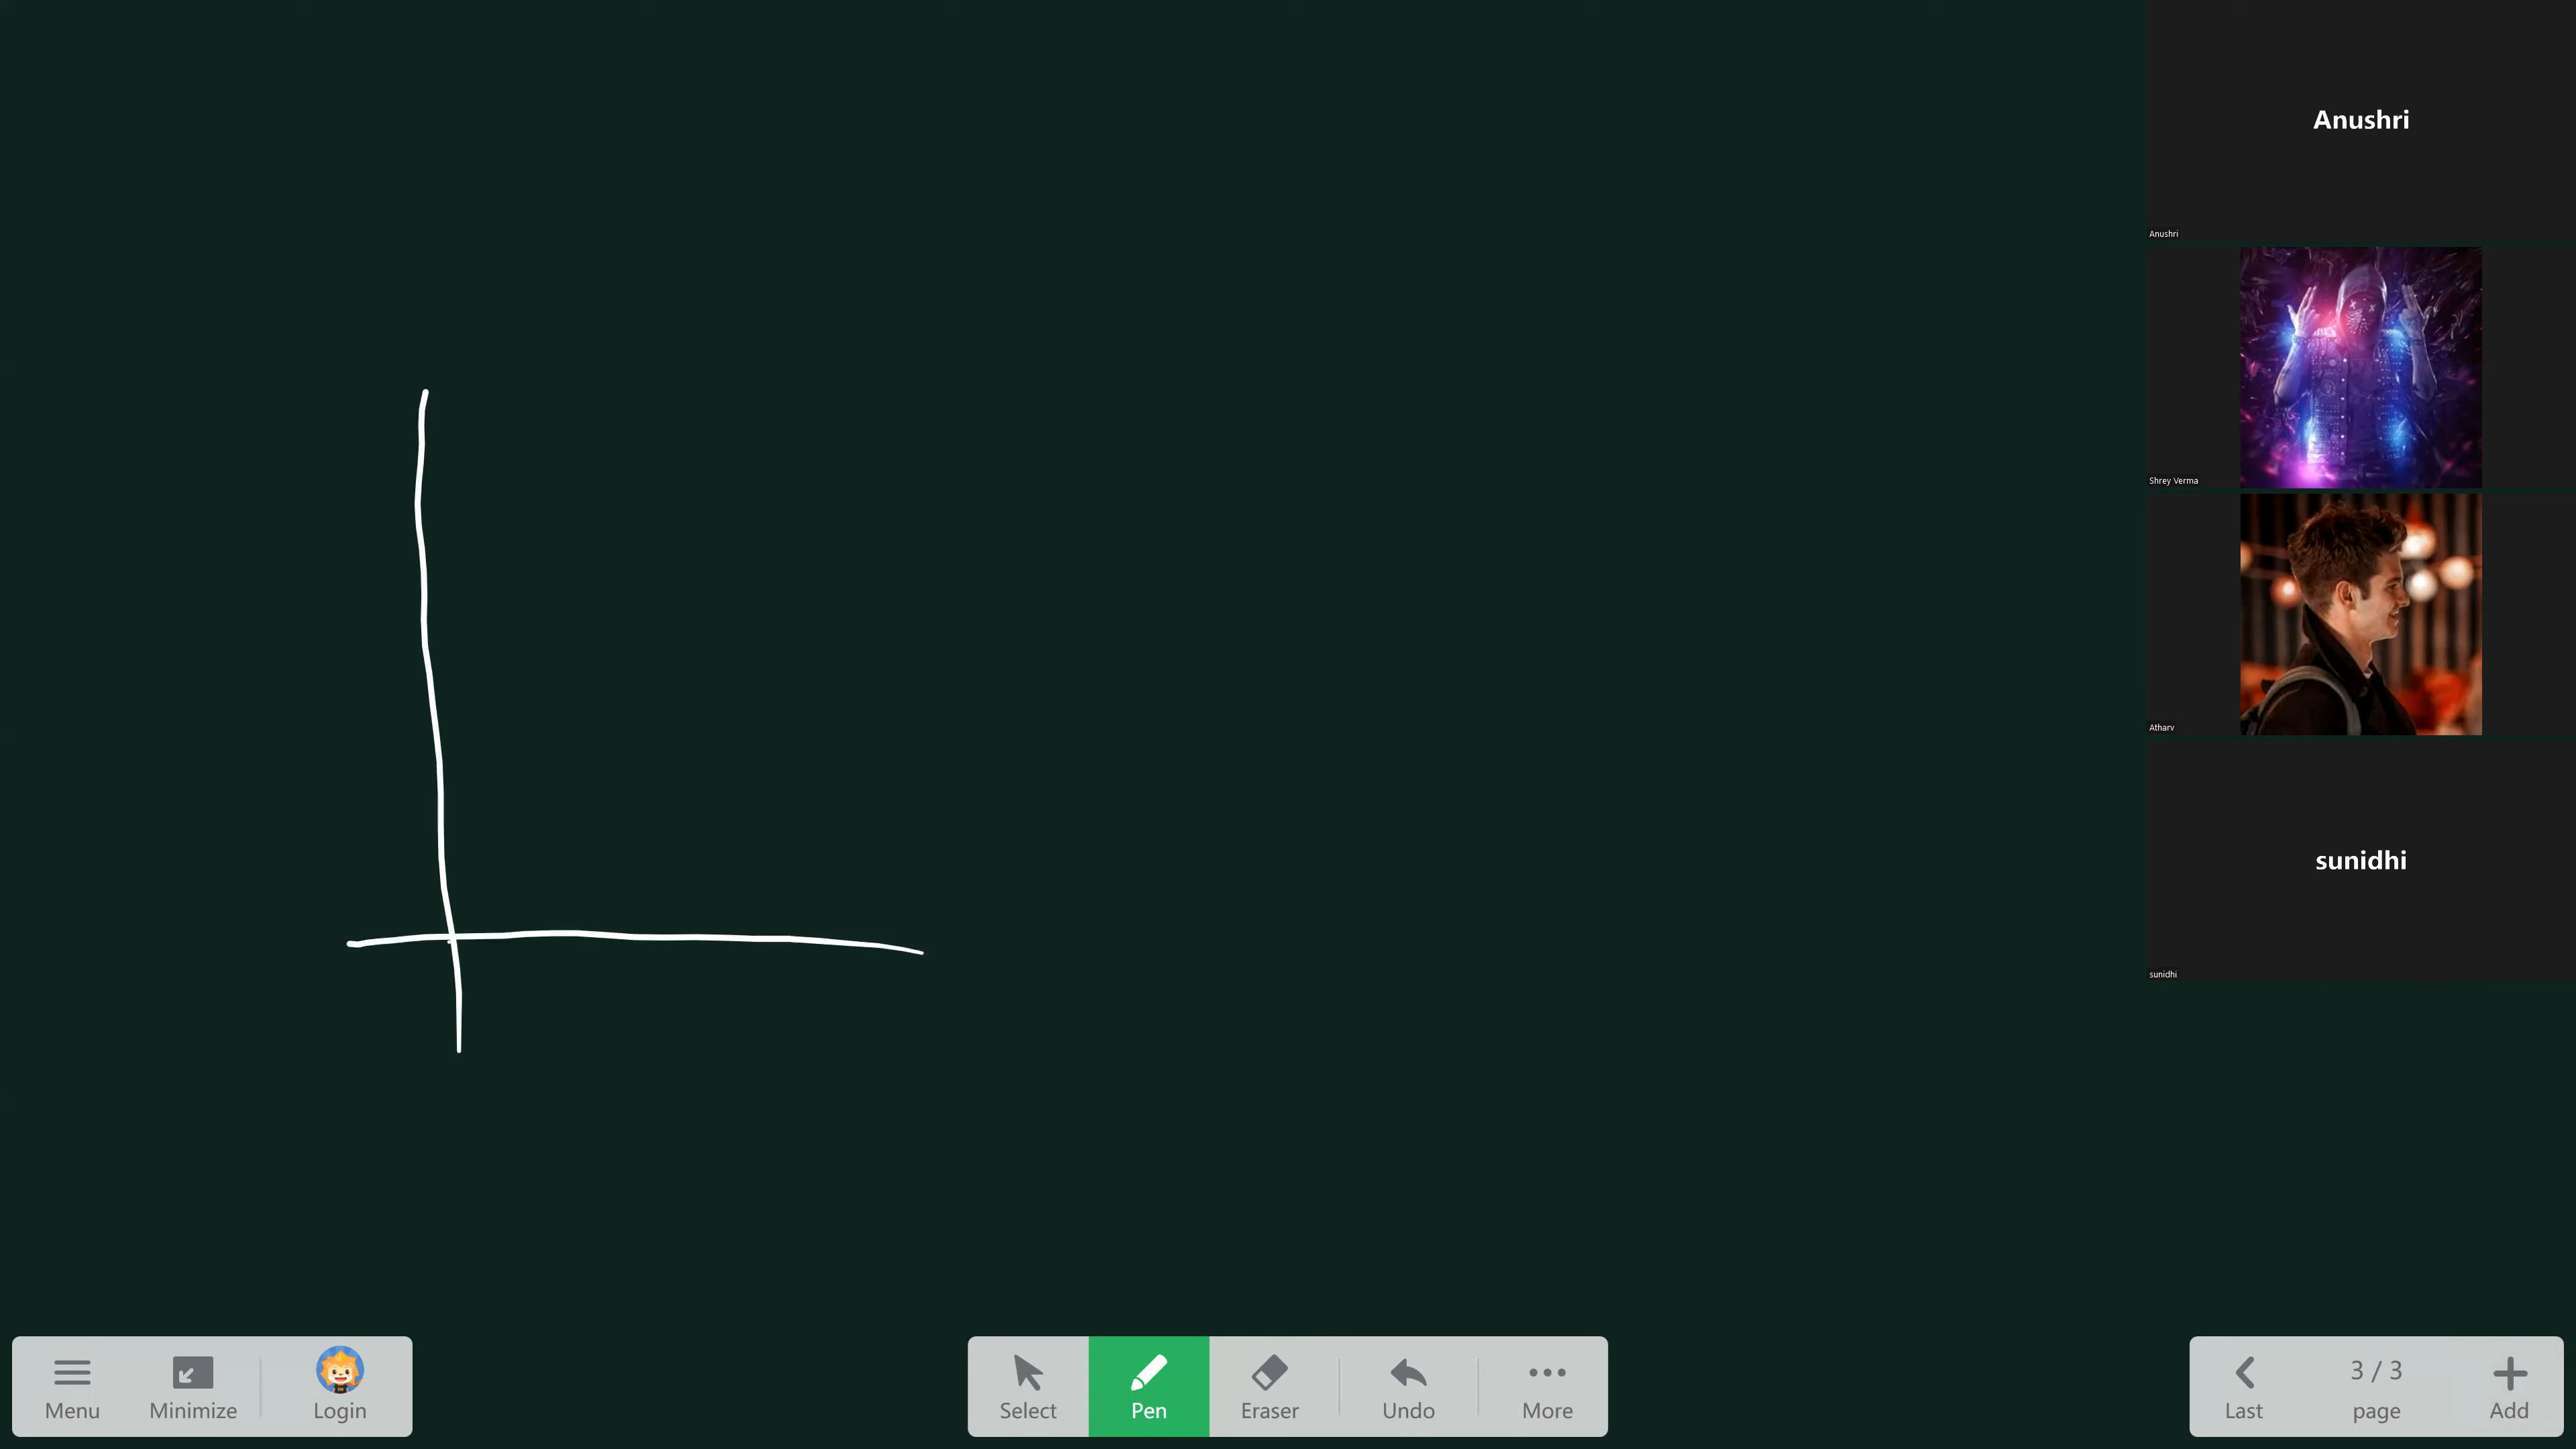 Anushri
Anushri
Shrey Verma
Atharv
sunidhi
sunidhi
Menu
Minimize
Login
Select
Pen
Eraser
Undo
More
Last
3 / 3
page
Add